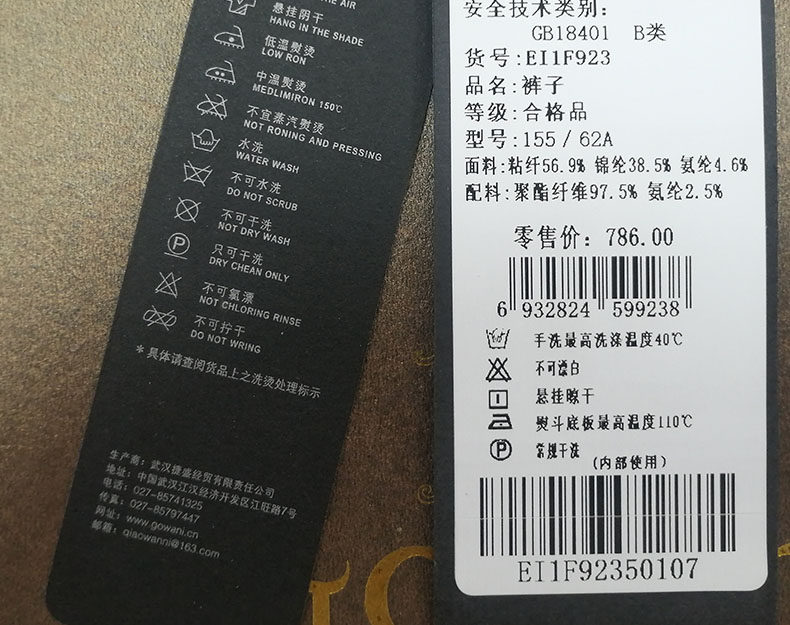 THE AIR
悬挂阴干
HANG IN THE SHADE
低温熨烫
LOW RON
中温熨烫
MEDLIMIRON 150℃
不宜蒸汽熨烫
NOT RONING AND PRESSING
水洗
WATER WASH
不可水洗
DO NOT SCRUB
不可干洗
NOT DRY WASH
只可干洗
DRY CHEAN ONLY
不可氯漂
NOT CHLORING RINSE
不可拧干
DO NOT WRING
*具体请查阅货品上之洗烫处理标示
生产商: 武汉捷盛经贸有限责任公司
地址: 中国武汉江汉经济开发区江旺路7号
电话: 027-85741325
传真: 027-85797447
网址: www.gowani.cn
邮箱: qiaowanni@163.com
安全技术类别:
GB18401 B类
货号:EI1F923
品名:裤子
等级:合格品
型号:155/62A
面料:粘纤56.9% 锦纶38.5% 氨纶4.6%
配料:聚酯纤维97.5% 氨纶2.5%
零售价: 786.00
6 932824 599238
手洗最高洗涤温度40℃
不可漂白
悬挂晾干
熨斗底板最高温度110℃
常规干洗
(内部使用)
EI1F92350107